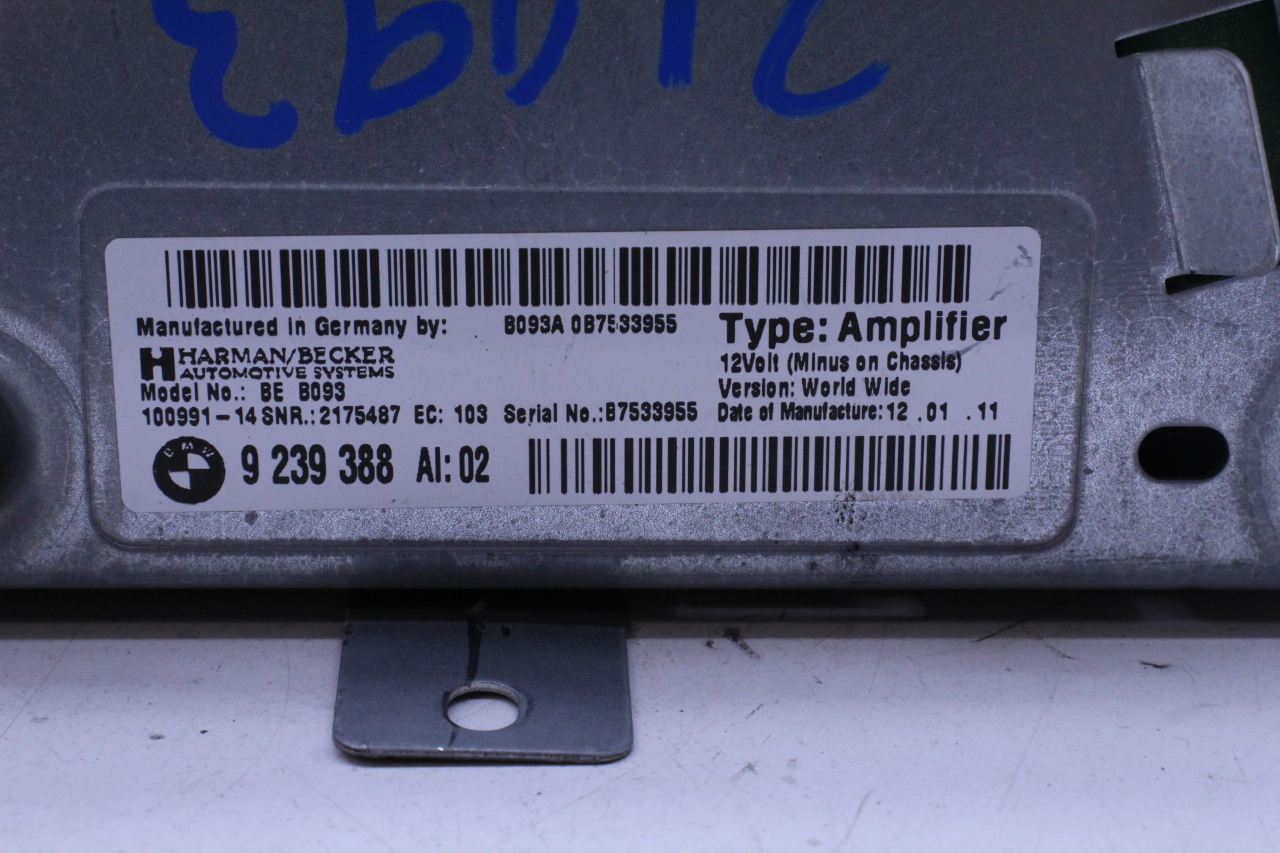 Manufactured in Germany by:
B093A 0B7533955
Type: Amplifier
HARMAN/BECKER
AUTOMOTIVE SYSTEMS
12Volt (Minus on Chassis)
Model No.: BE B093
Version: World Wide
100991-14 SNR.: 2175487 EC: 103 Serial No.:B7533955 Date of Manufacture: 12 .01 .11
BMW
9 239 388 AI: 02